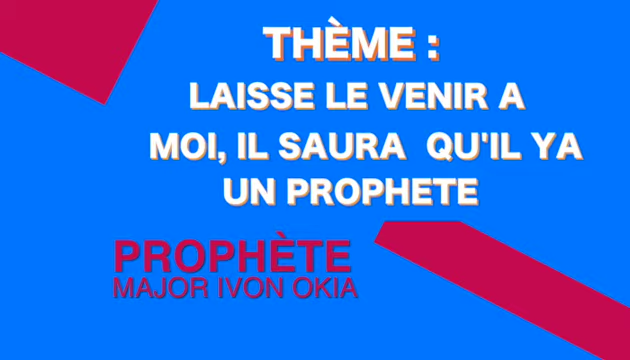 THÈME :
LAISSE LE VENIR A
MOI, IL SAURA QU'IL YA
UN PROPHETE
PROPHÈTE
MAJOR IVON OKIA